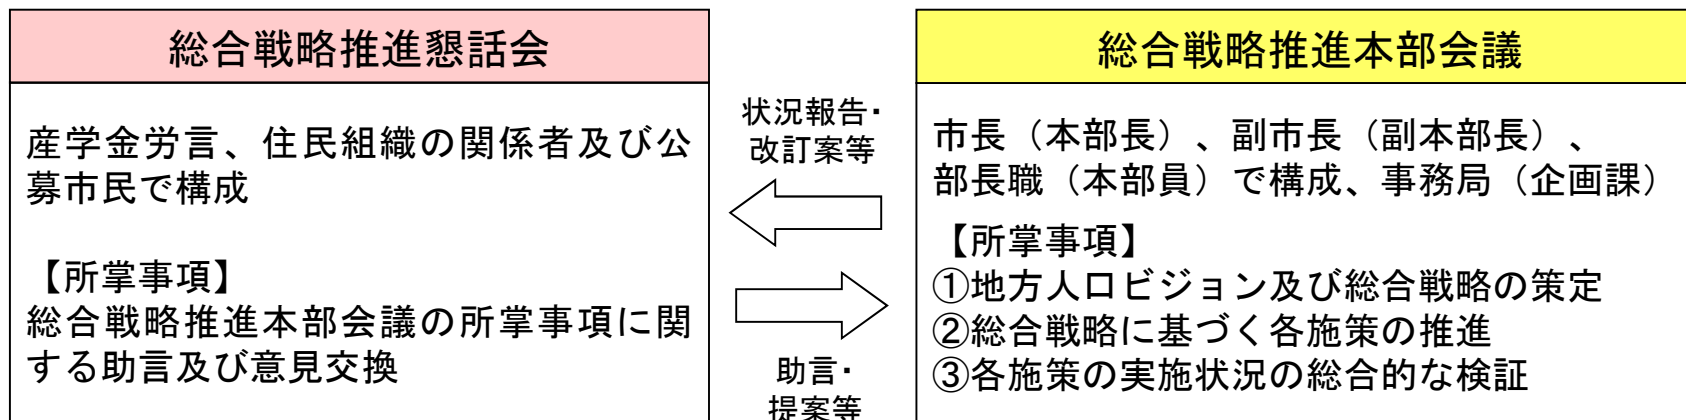 総合戦略推進懇話会
産学金労言、住民組織の関係者及び公
募市民で構成
【所掌事項】
総合戦略推進本部会議の所掌事項に関
する助言及び意見交換
状況報告・
改訂案等
助言・
提案等
総合戦略推進本部会議
市長（本部長）、副市長（副本部長）、
部長職（本部員）で構成、事務局（企画課）
【所掌事項】
①地方人口ビジョン及び総合戦略の策定
②総合戦略に基づく各施策の推進
③各施策の実施状況の総合的な検証